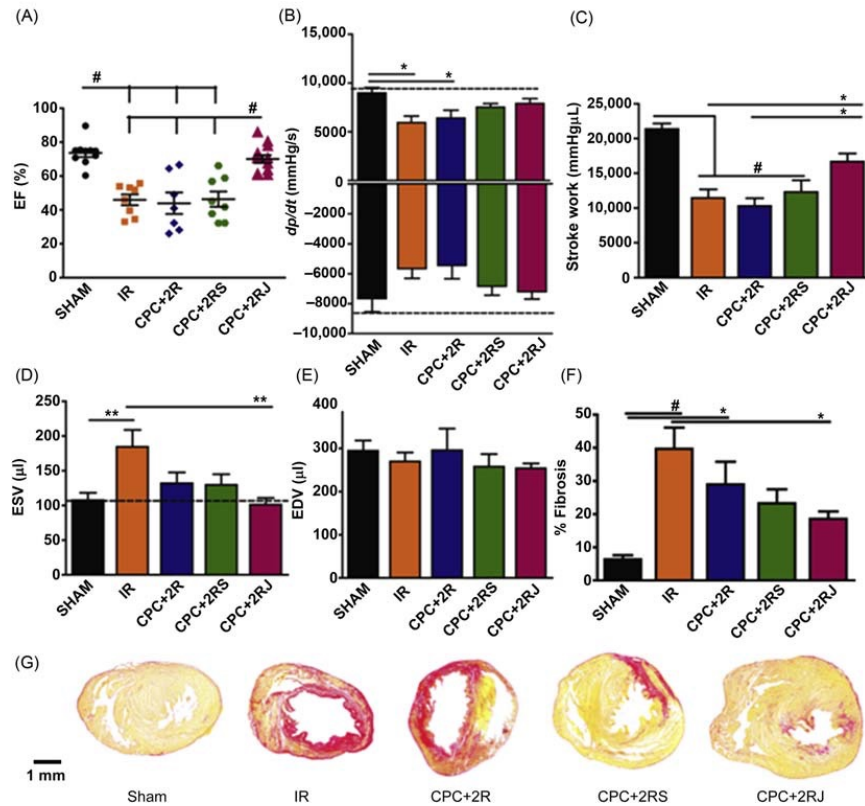 (A)
#
#
100
80
60
40
20
0
EF (%)
SHAM
IR
CPC+2R
CPC+2RS
CPC+2RJ
(B)
*
*
10,000
5000
0
−2000
−4000
−6000
−8000
−10,000
dp/dt (mmHg/s)
SHAM
IR
CPC+2R
CPC+2RS
CPC+2RJ
(C)
*
*
#
25,000
20,000
15,000
10,000
5000
0
Stroke work (mmHgμL)
SHAM
IR
CPC+2R
CPC+2RS
CPC+2RJ
(D)
**
**
250
200
150
100
50
0
ESV (μl)
SHAM
IR
CPC+2R
CPC+2RS
CPC+2RJ
(E)
400
300
200
100
0
EDV (μl)
SHAM
IR
CPC+2R
CPC+2RS
CPC+2RJ
(F)
#
*
*
50
40
30
20
10
0
% Fibrosis
SHAM
IR
CPC+2R
CPC+2RS
CPC+2RJ
(G)
1 mm
Sham
IR
CPC+2R
CPC+2RS
CPC+2RJ